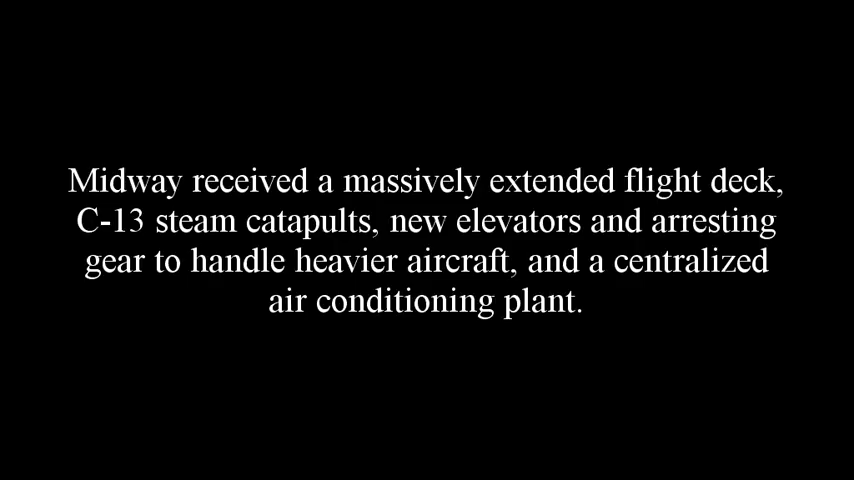 Midway received a massively extended flight deck,
C-13 steam catapults, new elevators and arresting
gear to handle heavier aircraft, and a centralized
air conditioning plant.